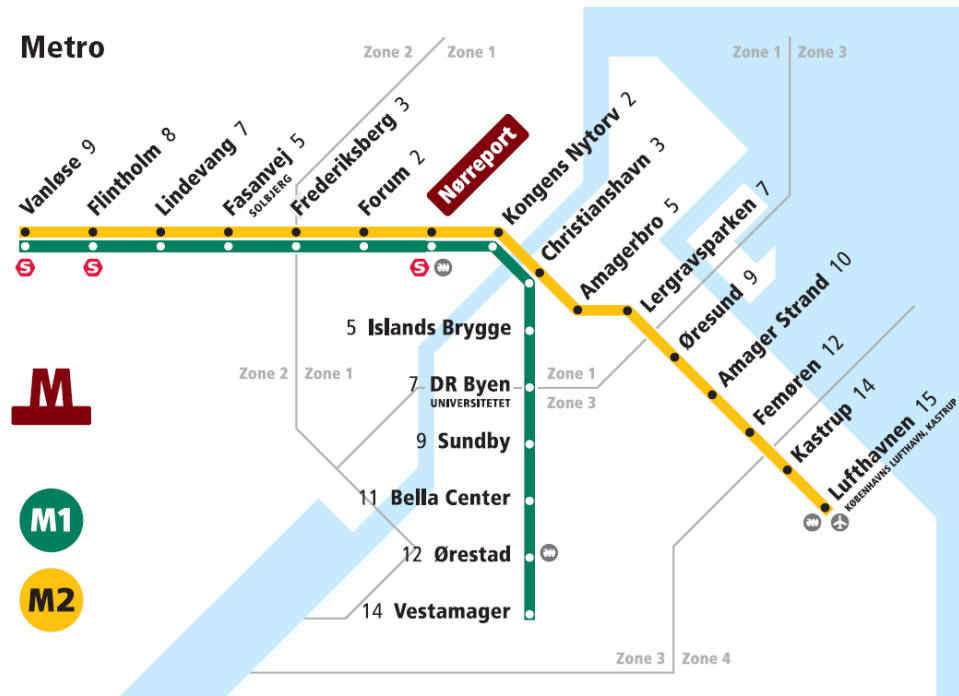 Metro
Zone 2 Zone 1
Zone 1 Zone 3
Vanløse 9
Flintholm 8
Lindevang 7
Fasanvej 5
SOLBJERG
Frederiksberg 3
Forum 2
Nørreport
Kongens Nytorv 2
Christianshavn 3
Amagerbro 5
Lergravsparken 7
Øresund 9
Amager Strand 10
Femøren 12
Kastrup 14
Lufthavnen 15
KØBENHAVNS LUFTHAVN, KASTRUP
S
S
S
5 Islands Brygge
Zone 2 Zone 1
7 DR Byen
UNIVERSITETET
Zone 1
Zone 3
9 Sundby
11 Bella Center
12 Ørestad
14 Vestamager
M
M1
M2
Zone 3 Zone 4